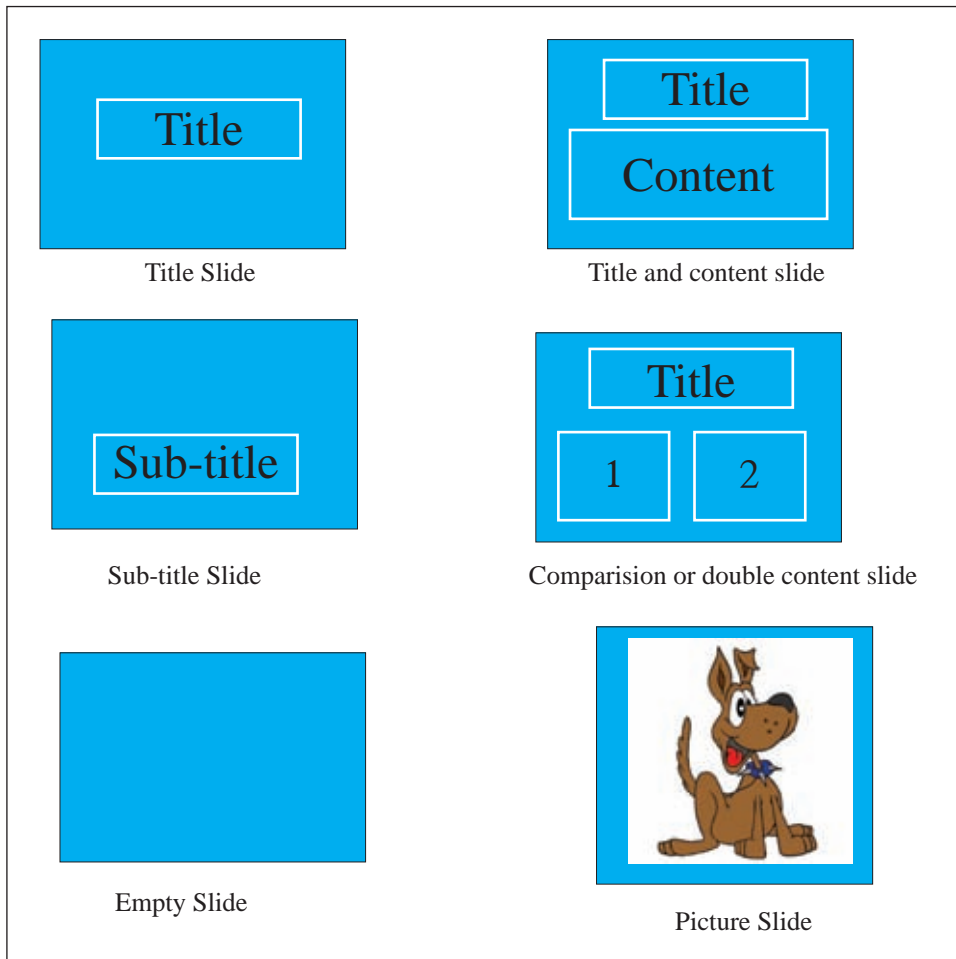 Title
Title Slide
Title
Content
Title and content slide
Sub-title
Sub-title Slide
Title
1
2
Comparision or double content slide
Empty Slide
Picture Slide